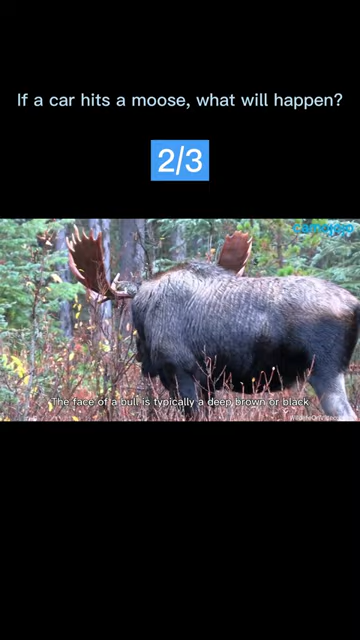 If a car hits a moose, what will happen?
2/3
The face of a bull is typically a deep brown or black